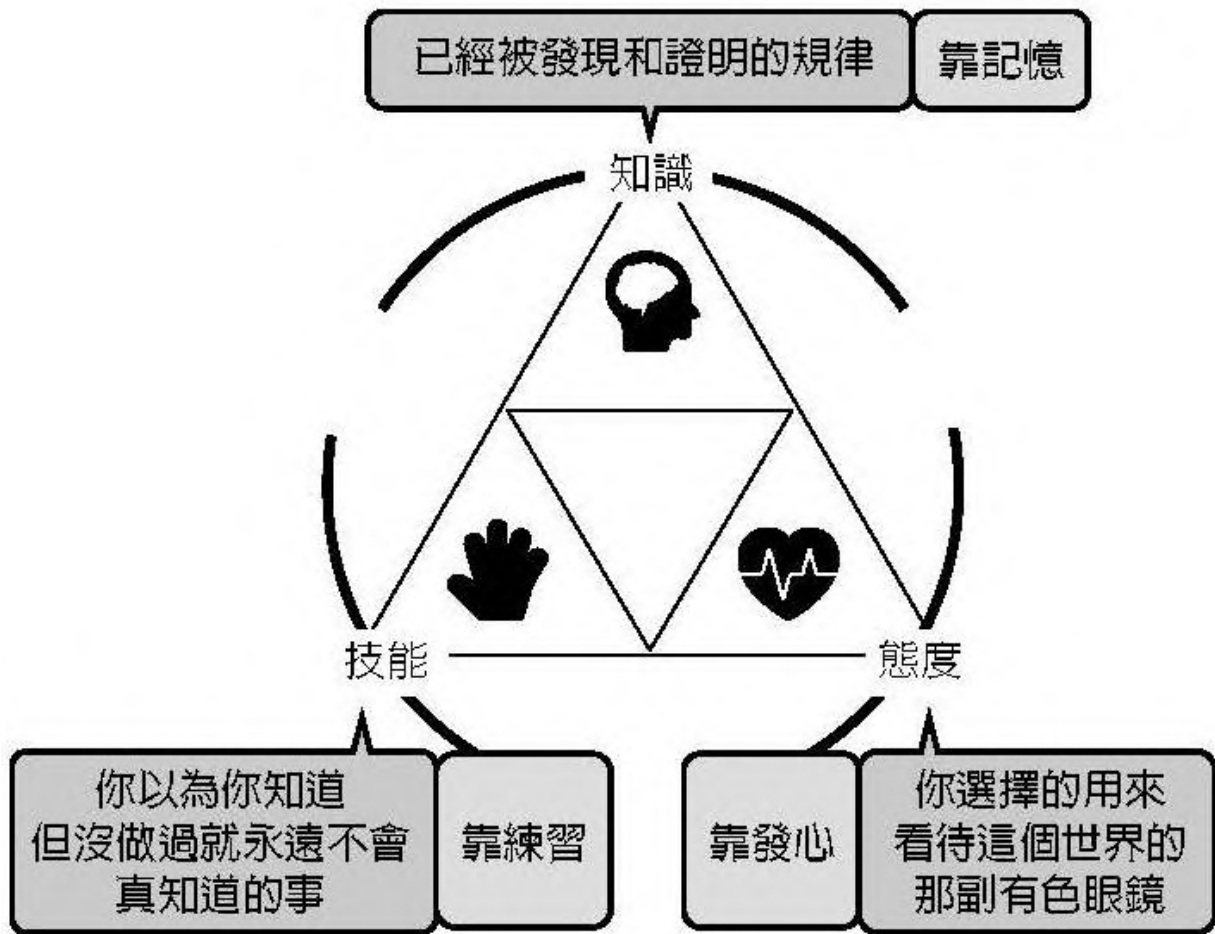 已經被發現和證明的規律
靠記憶
知識
技能
態度
你以為你知道
但沒做過就永遠不會
真知道的事
靠練習
靠發心
你選擇的用來
看待這個世界的
那副有色眼鏡